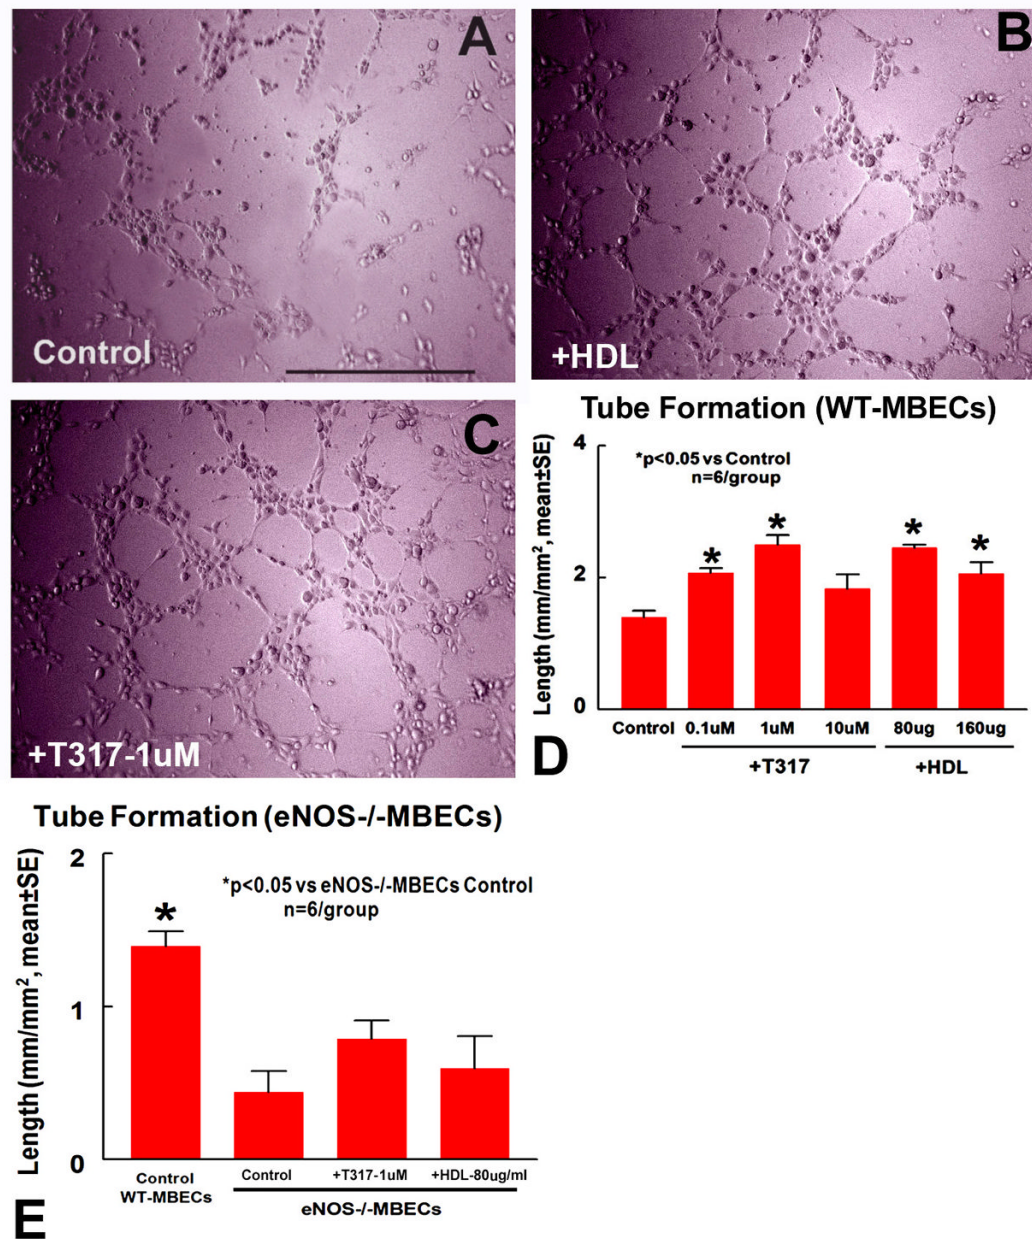 A
Control
B
+HDL
C
+T317-1uM
Tube Formation (WT-MBECs)
4
*p<0.05 vs Control
n=6/group
* * * *
2
0
Length (mm/mm², mean±SE)
Control 0.1uM 1uM 10uM 80ug 160ug
+T317 +HDL
D
Tube Formation (eNOS-/-MBECs)
2
*p<0.05 vs eNOS-/-MBECs Control
n=6/group
*
1
0
Length (mm/mm², mean±SE)
Control Control +T317-1uM +HDL-80ug/ml
WT-MBECs
eNOS-/-MBECs
E